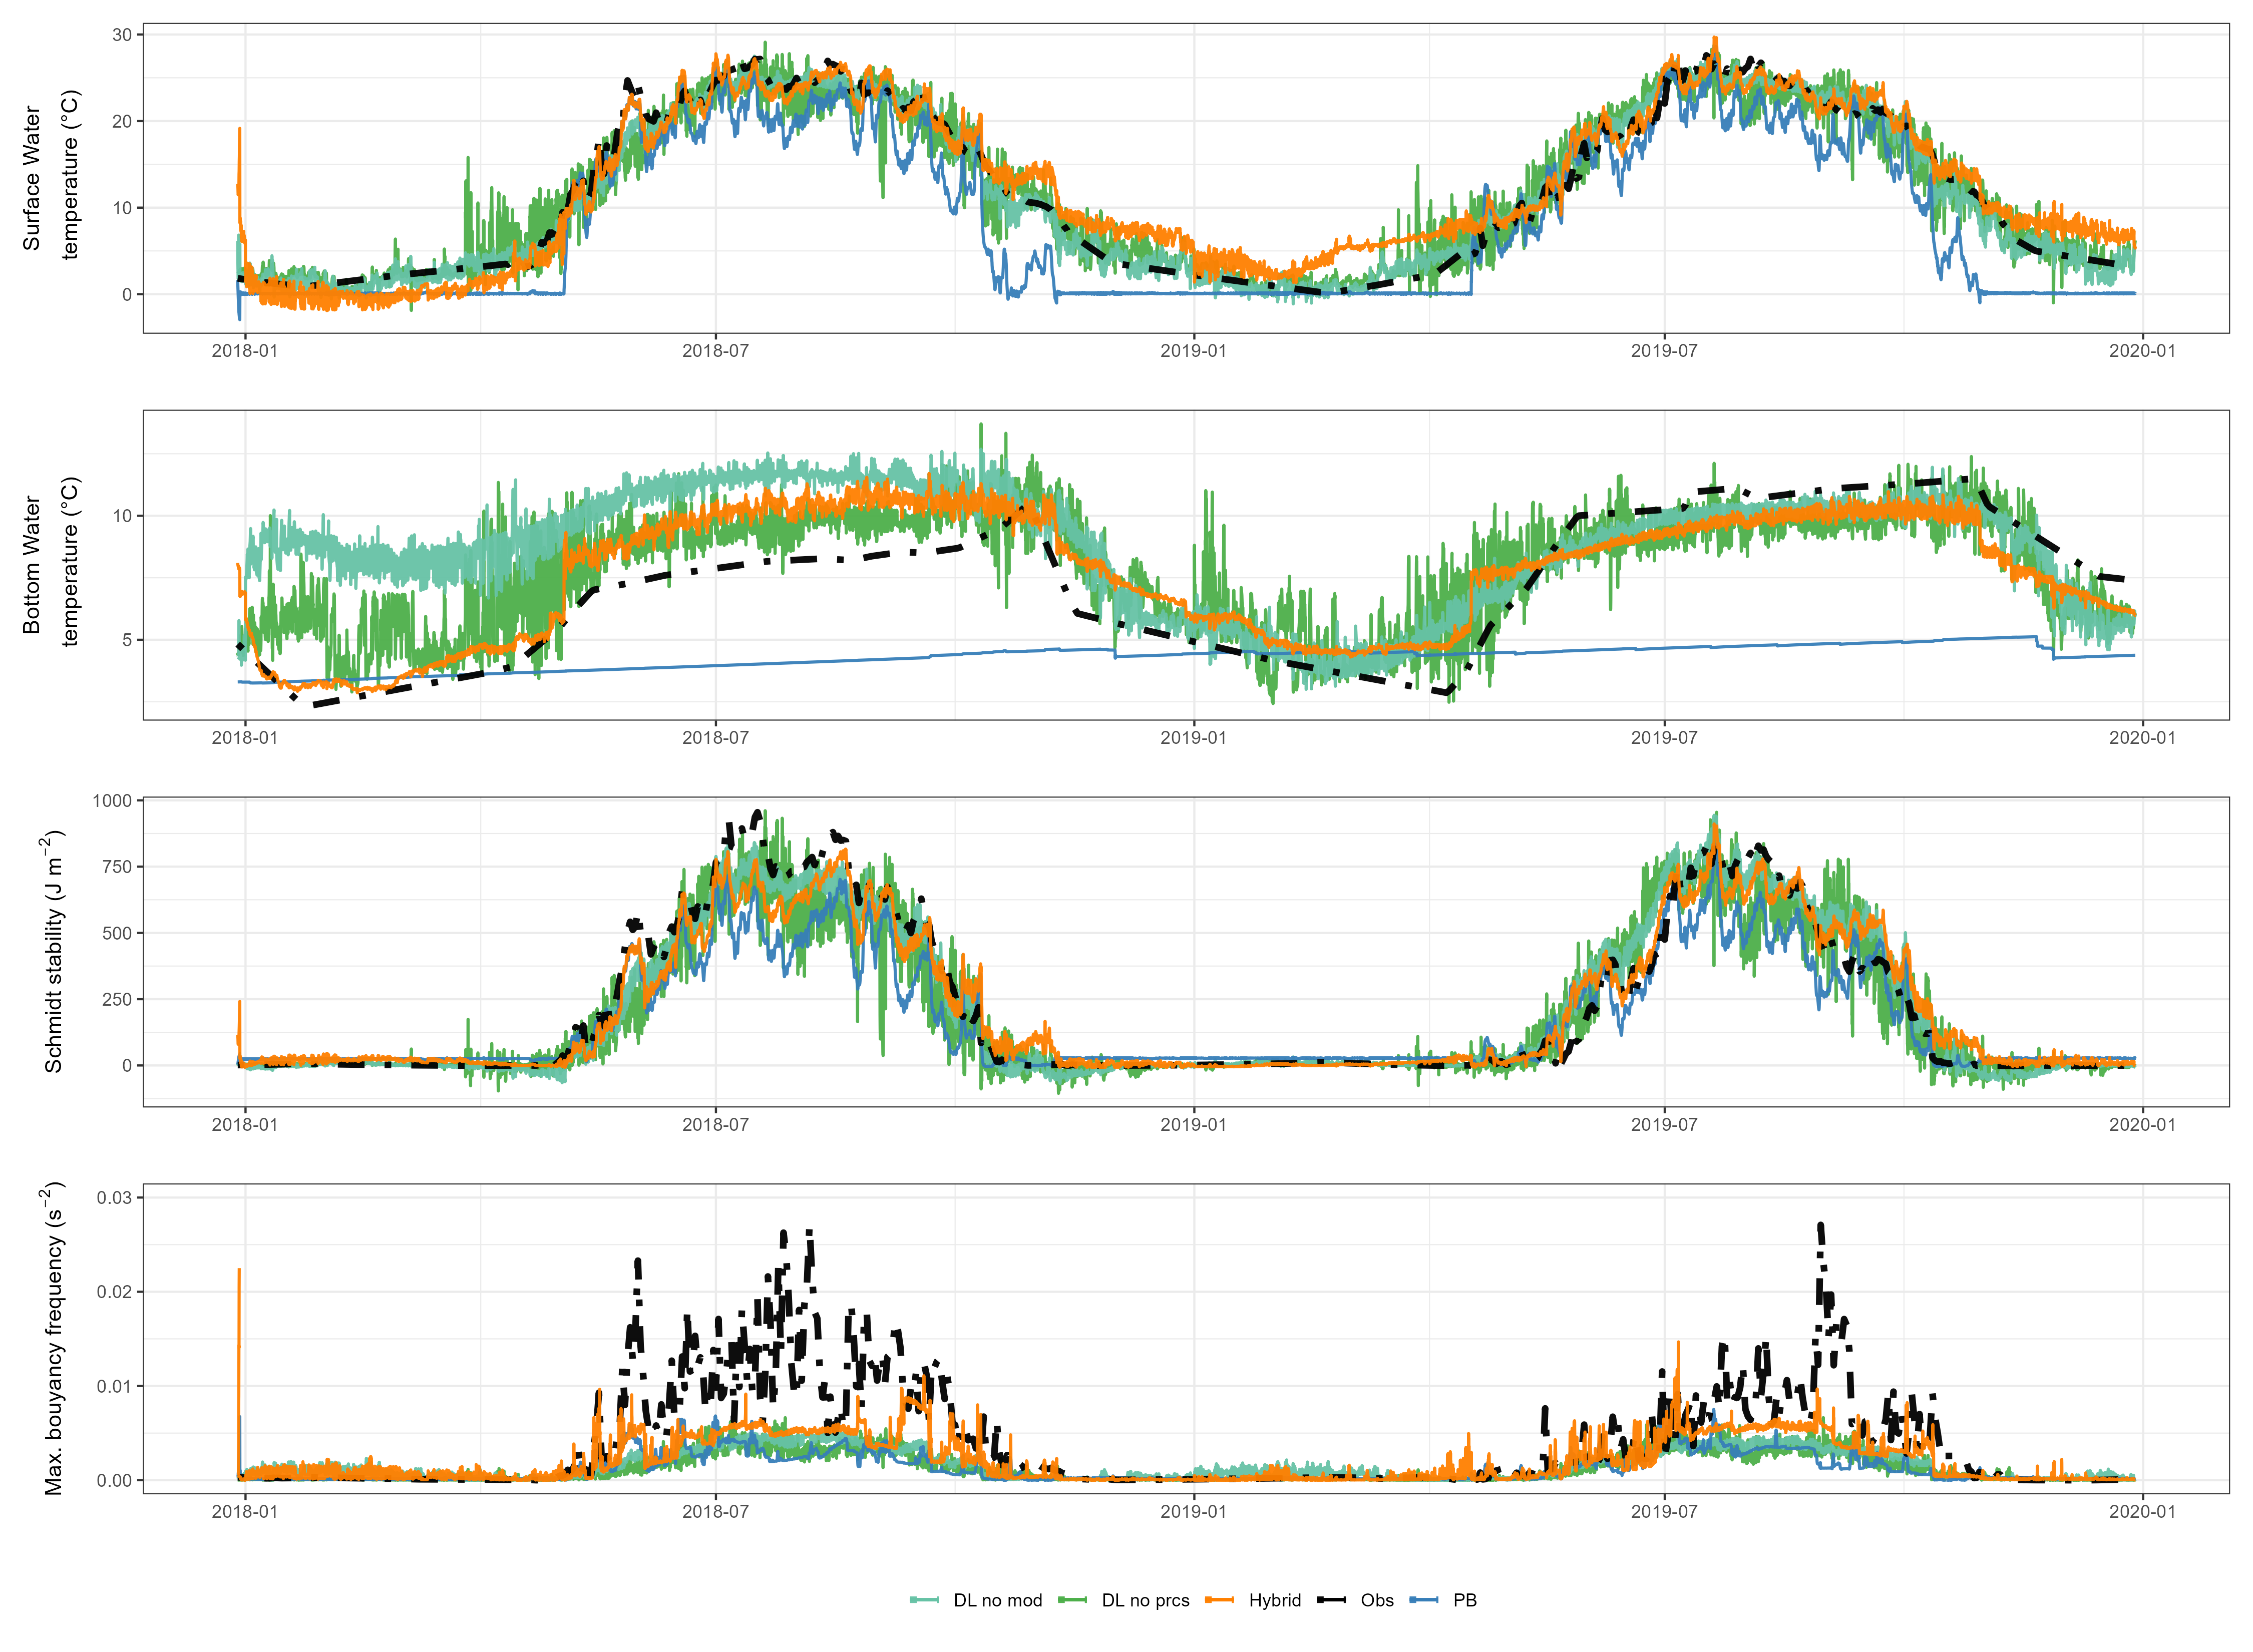 Surface Water
temperature (°C)
30
20
10
0
2018-01 2018-07 2019-01 2019-07 2020-01
Bottom Water
temperature (°C)
10
5
2018-01 2018-07 2019-01 2019-07 2020-01
Schmidt stability (J m⁻²)
1000
750
500
250
0
2018-01 2018-07 2019-01 2019-07 2020-01
Max. bouyancy frequency (s⁻²)
0.03
0.02
0.01
0.00
2018-01 2018-07 2019-01 2019-07 2020-01
DL no mod DL no prcs Hybrid Obs PB